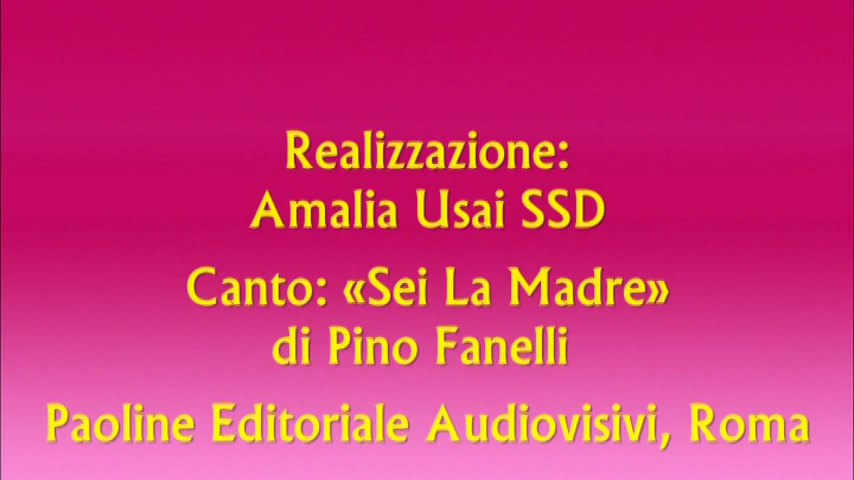 Realizzazione:
Amalia Usai SSD
Canto: «Sei La Madre»
di Pino Fanelli
Paoline Editoriale Audiovisivi, Roma